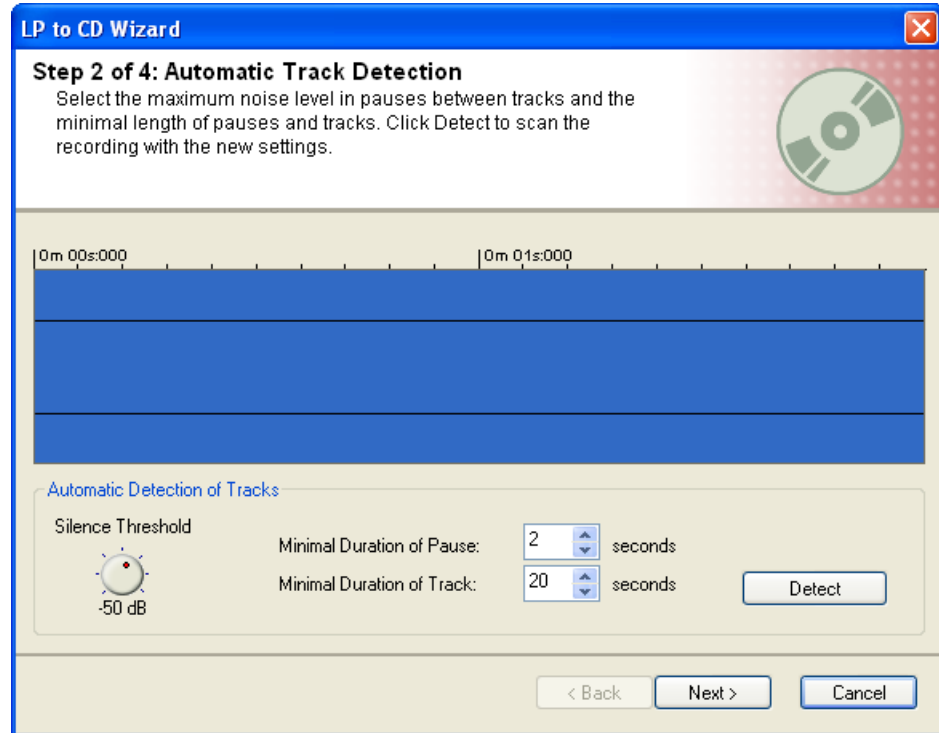 LP to CD Wizard
Step 2 of 4: Automatic Track Detection
Select the maximum noise level in pauses between tracks and the
minimal length of pauses and tracks. Click Detect to scan the
recording with the new settings.
0m 00s:000 0m 01s:000
Automatic Detection of Tracks
Silence Threshold
-50 dB
Minimal Duration of Pause: 2 seconds
Minimal Duration of Track: 20 seconds
Detect
< Back Next > Cancel